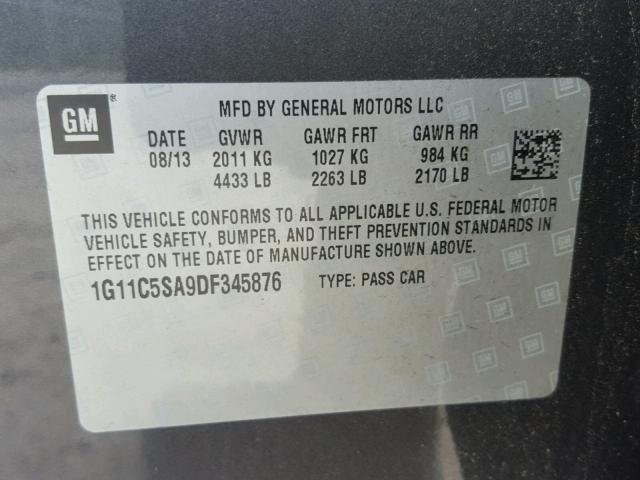 GM ®
MFD BY GENERAL MOTORS LLC
DATE GVWR GAWR FRT GAWR RR
08/13 2011 KG 1027 KG 984 KG
4433 LB 2263 LB 2170 LB
THIS VEHICLE CONFORMS TO ALL APPLICABLE U.S. FEDERAL MOTOR
VEHICLE SAFETY, BUMPER, AND THEFT PREVENTION STANDARDS IN
EFFECT ON THE DATE OF MANUFACTURE SHOWN ABOVE.
1G11C5SA9DF345876 TYPE: PASS CAR